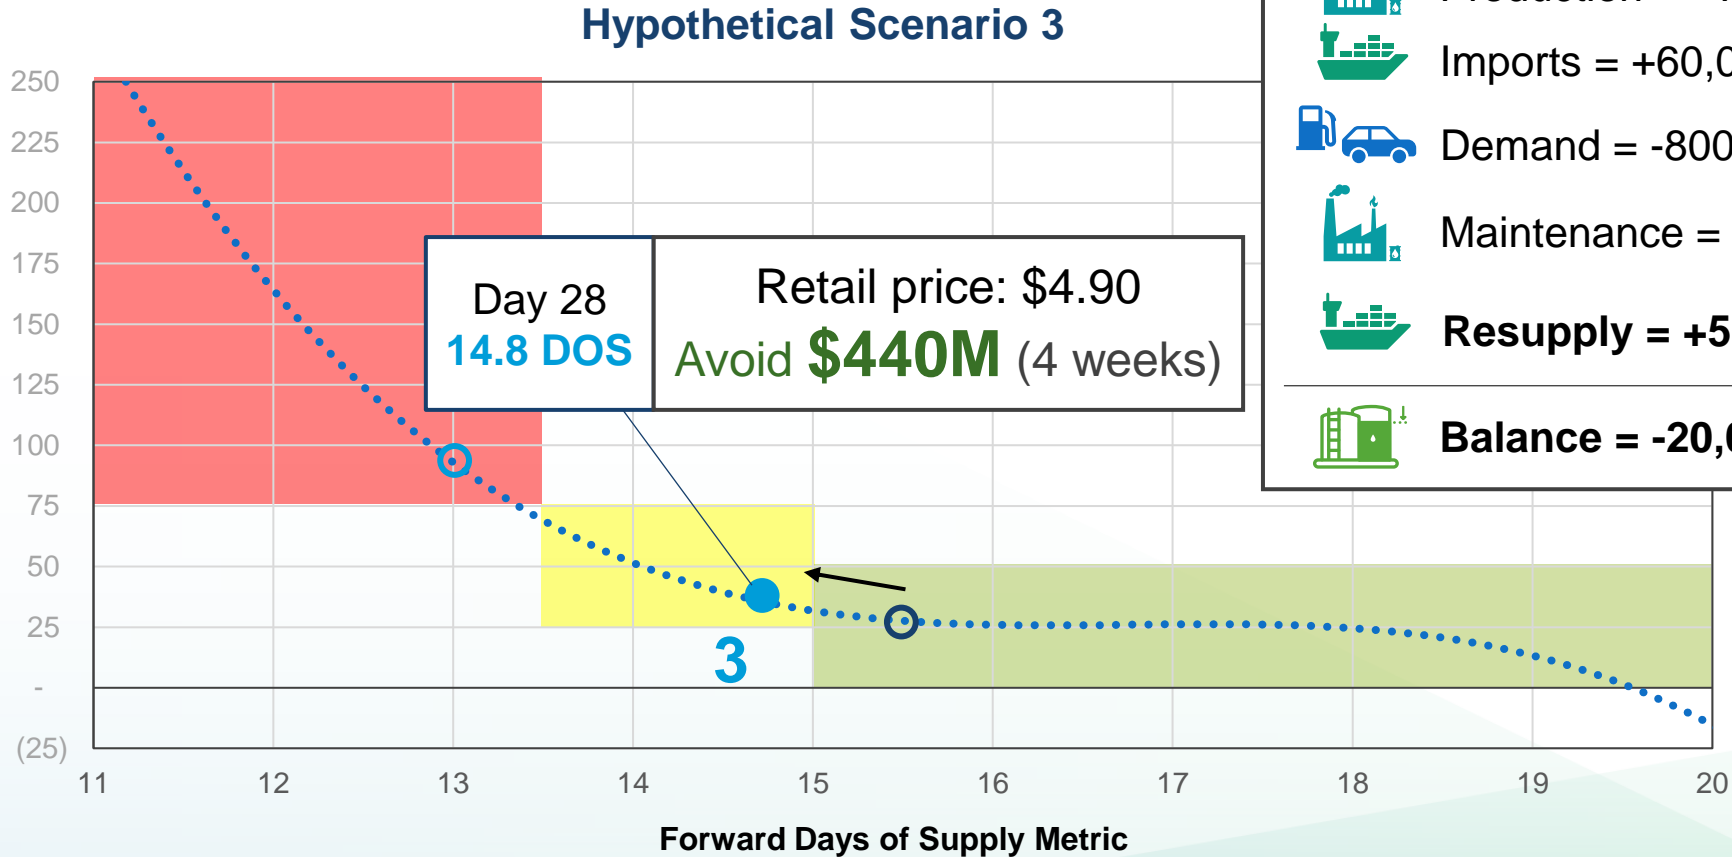 Hypothetical Scenario 3
250
225
200
175
150
125
100
75
50
25
-
(25)
11 12 13 14 15 16 17 18 19 20
Forward Days of Supply Metric
Day 28
14.8 DOS
Retail price: $4.90
Avoid $440M (4 weeks)
3
Imports = +60,0
Demand = -800
Maintenance =
Resupply = +5
Balance = -20,